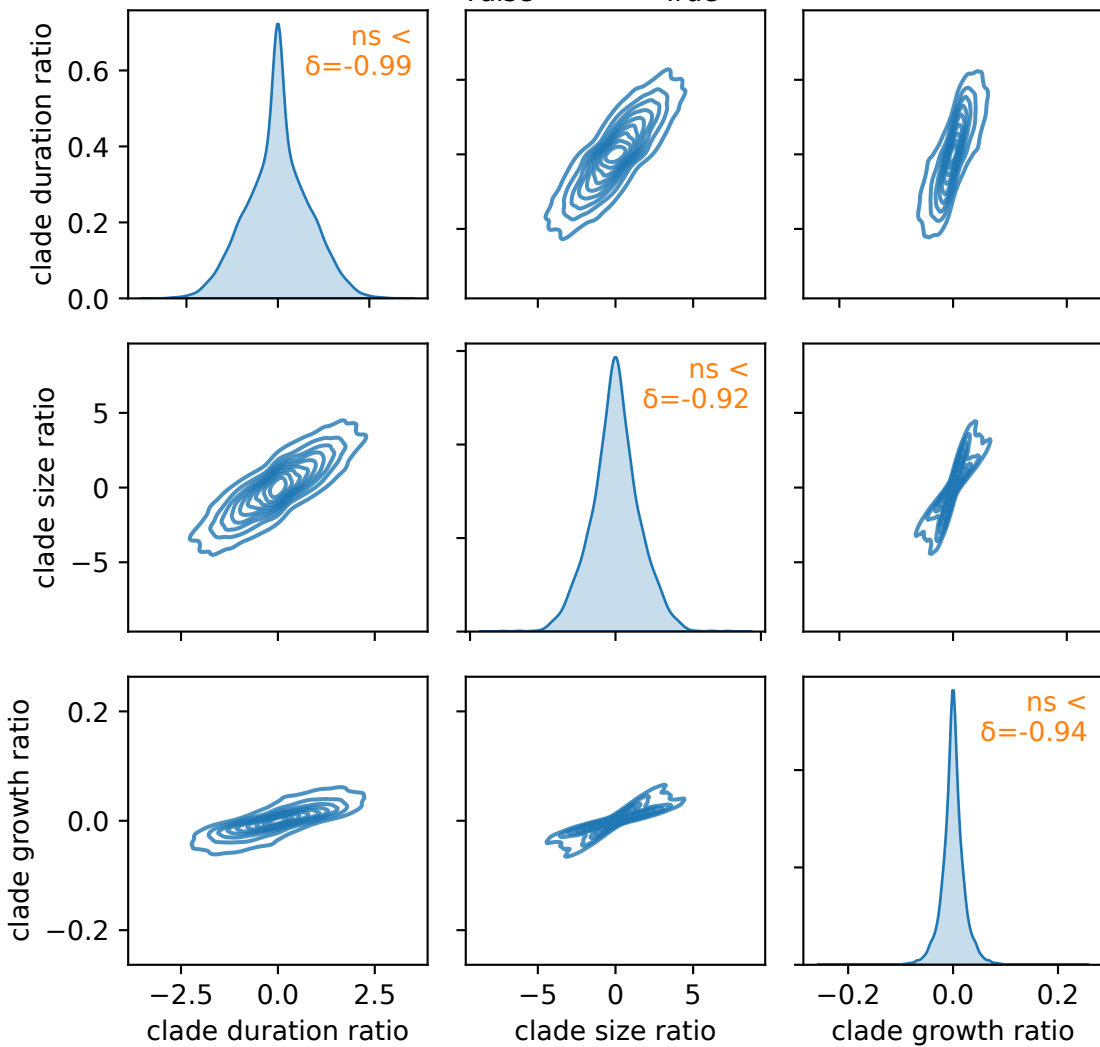 ns <
δ=-0.99
clade duration ratio
0.6
0.4
0.2
0.0
ns <
δ=-0.92
clade size ratio
5
0
−5
ns <
δ=-0.94
clade growth ratio
0.2
0.0
−0.2
−2.5 0.0 2.5
−5 0 5
−0.2 0.0 0.2
clade duration ratio
clade size ratio
clade growth ratio